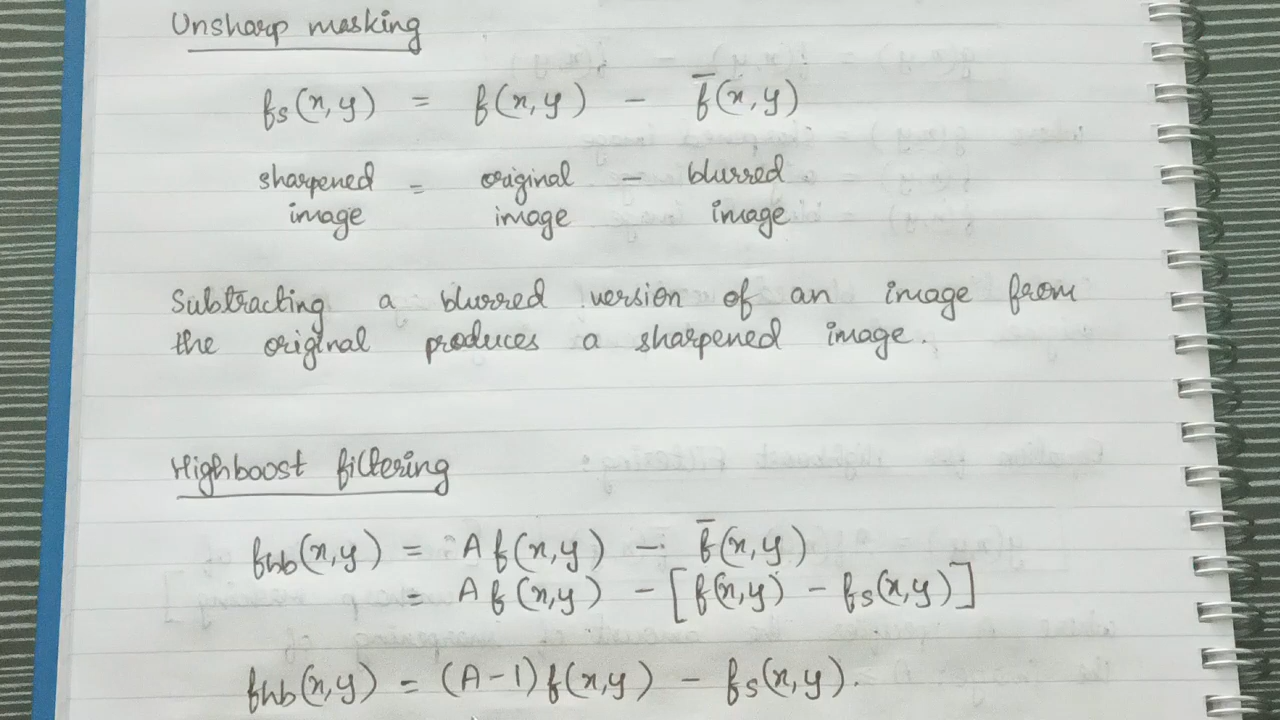 Unsharp masking
fs(x,y) = f(x,y) - f̄(x,y)
sharpened = original - blurred
image image image
Subtracting a blurred version of an image from
the original produces a sharpened image.
Highboost filtering
fhb(x,y) = A f(x,y) - f̄(x,y)
= A f(x,y) - [f(x,y) - fs(x,y)]
fhb(x,y) = (A-1) f(x,y) - fs(x,y).